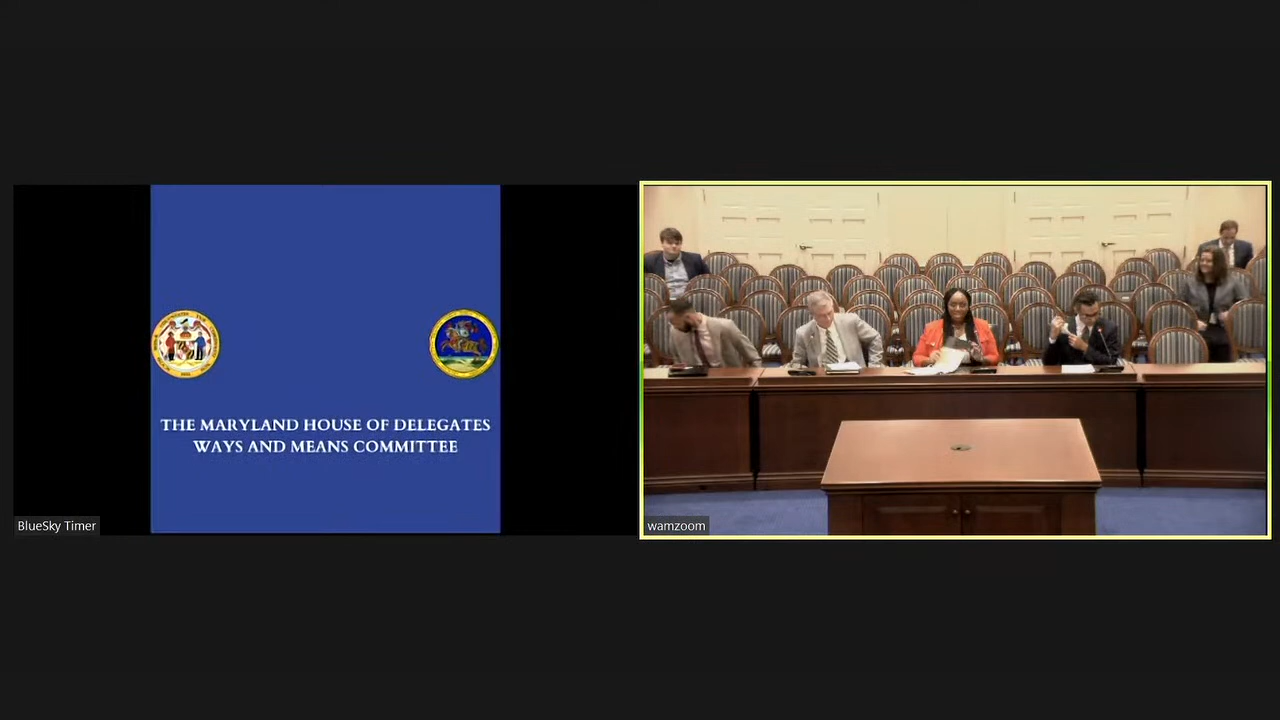 THE MARYLAND HOUSE OF DELEGATES
WAYS AND MEANS COMMITTEE
BlueSky Timer
wamzoom